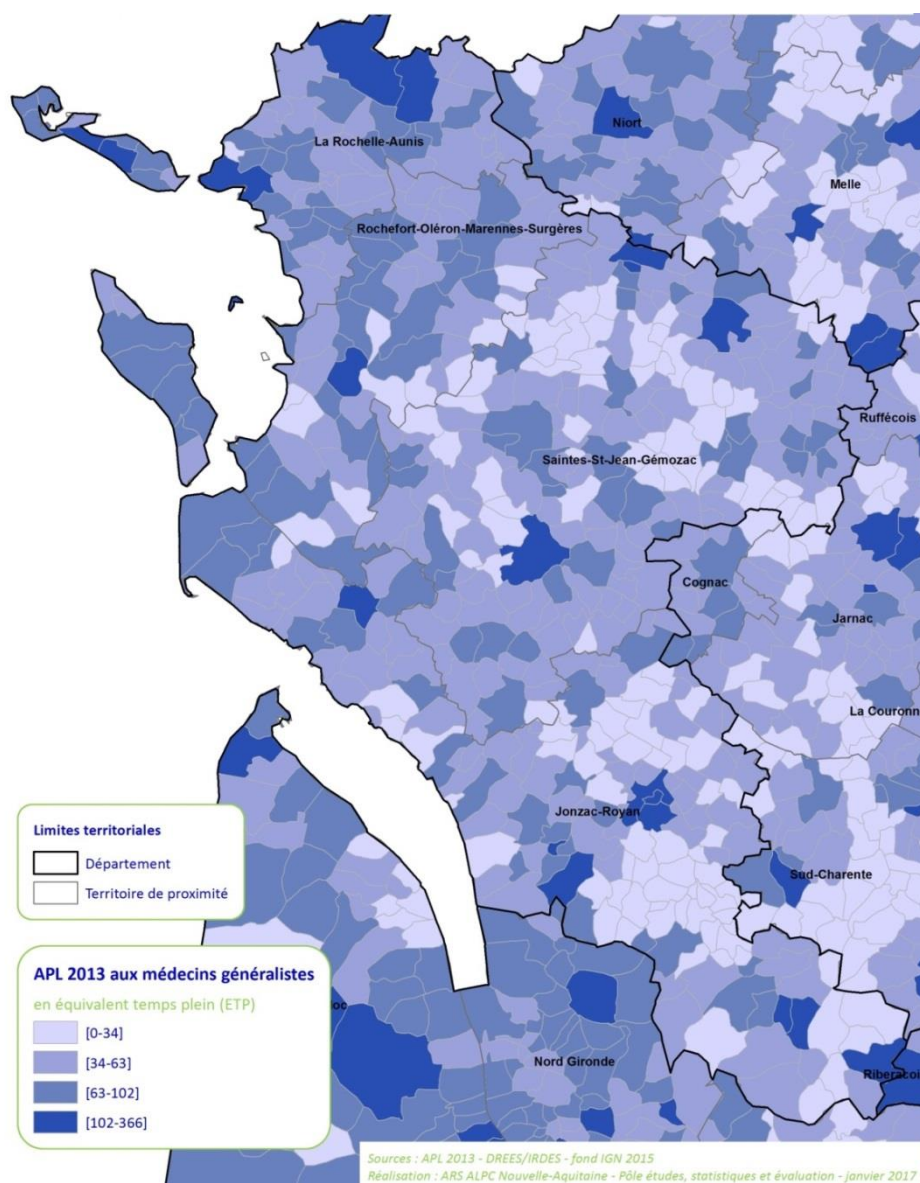 La Rochelle-Aunis
Niort
Melle
Rochefort-Oléron-Marennes-Surgères
Ruffécois
Saintes-St-Jean-Gémozac
Cognac
Jarnac
La Couronn
Jonzac-Royan
Sud-Charente
Nord Gironde
Riberacoi
Limites territoriales
Département
Territoire de proximité
APL 2013 aux médecins généralistes
en équivalent temps plein (ETP)
oc
[0-34]
[34-63]
[63-102]
[102-366]
Sources : APL 2013 - DREES/IRDES - fond IGN 2015
Réalisation : ARS ALPC Nouvelle-Aquitaine - Pôle études, statistiques et évaluation - janvier 2017